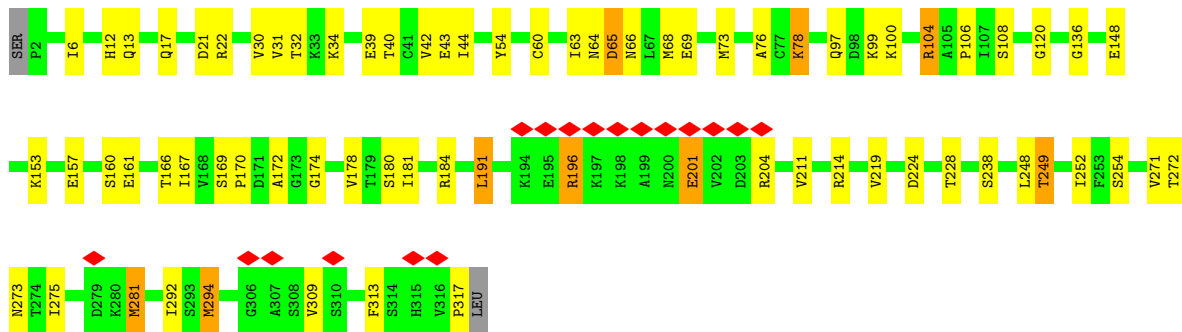 SER P2 I6 H12 Q13 Q17 D21 R22 V30 V31 T32 K33 K34 E39 T40 C41 V42 E43 I44 Y54 C60 I63 N64 D65 N66 L67 M68 E69 M73 A76 C77 K78 Q97 D98 K99 K100 R104 A105 P106 I107 S108 G120 G136 E148
K153 E157 S160 E161 T166 I167 V168 S169 P170 D171 A172 G173 G174 V178 T179 S180 I181 R184 L191 K194 E195 R196 K197 K198 A199 N200 E201 V202 D203 R204 V211 R214 V219 D224 T228 S238 L248 T249 I252 F253 S254 V271 T272
N273 T274 I275 D279 K280 M281 I292 S293 M294 G306 A307 S308 V309 S310 F313 S314 H315 V316 P317 LEU